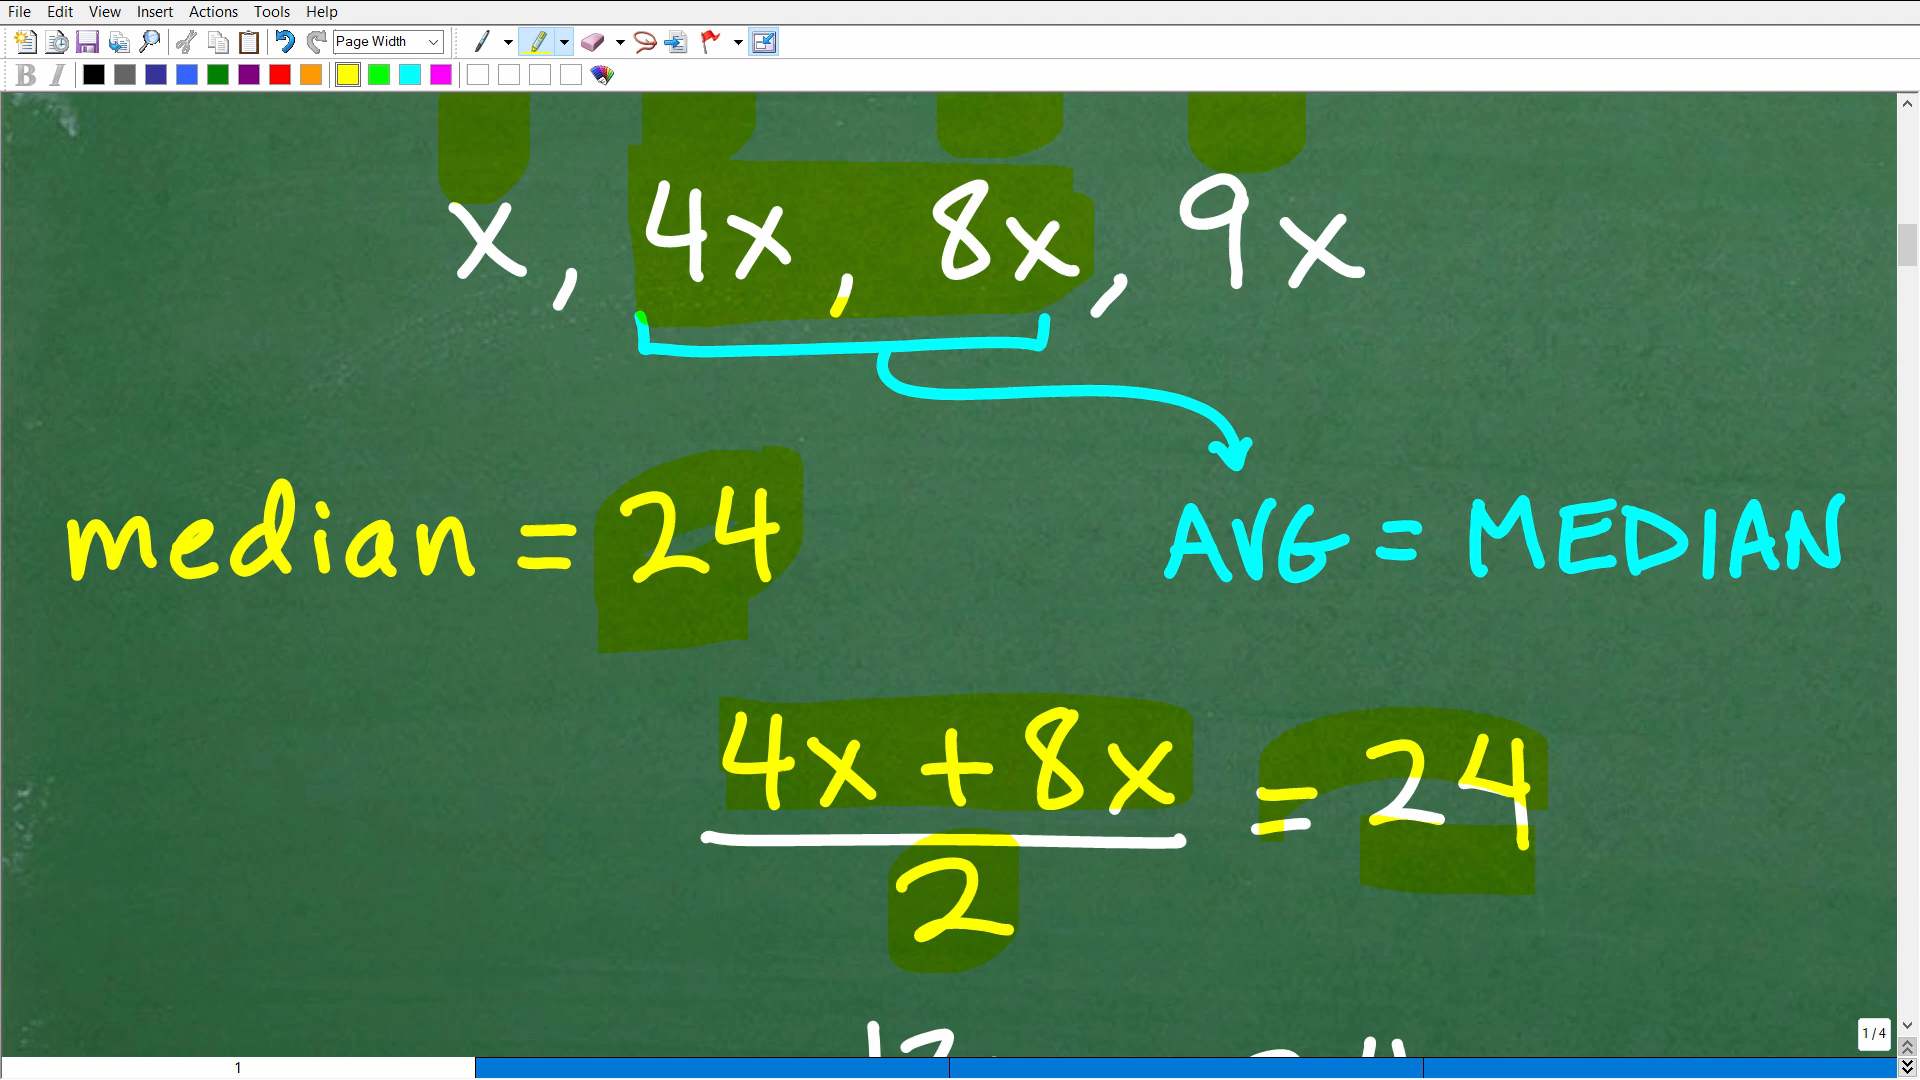 File Edit View Insert Actions Tools Help
Page Width
B I
x, 4x, 8x, 9x
median = 24
AVG = MEDIAN
4x + 8x = 24
2
1 / 4
1